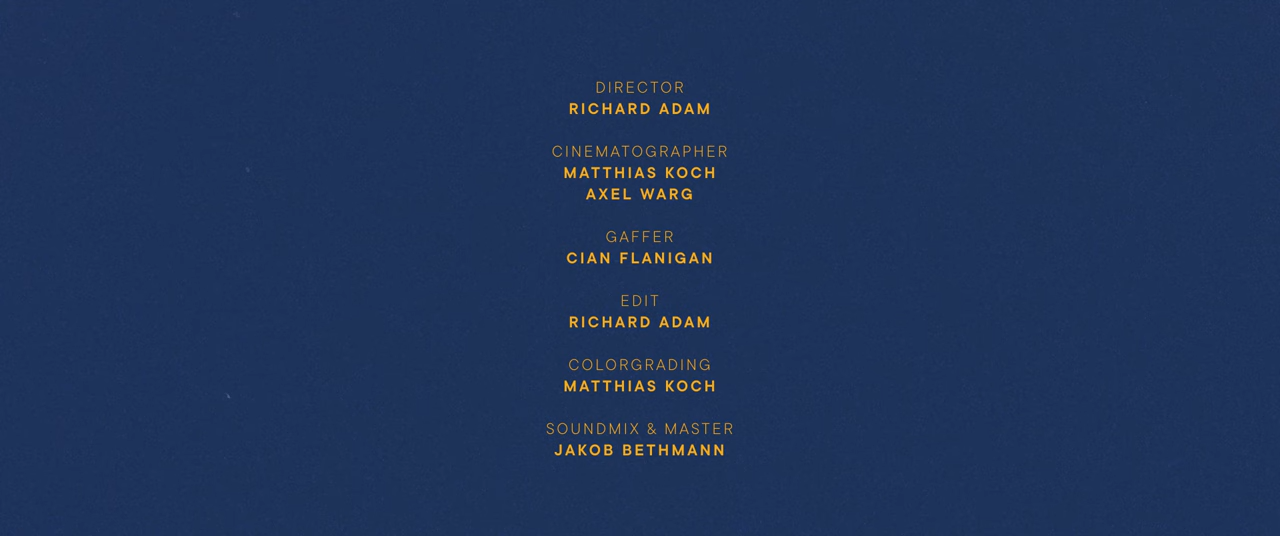 DIRECTOR
RICHARD ADAM
CINEMATOGRAPHER
MATTHIAS KOCH
AXEL WARG
GAFFER
CIAN FLANIGAN
EDIT
RICHARD ADAM
COLORGRADING
MATTHIAS KOCH
SOUNDMIX & MASTER
JAKOB BETHMANN